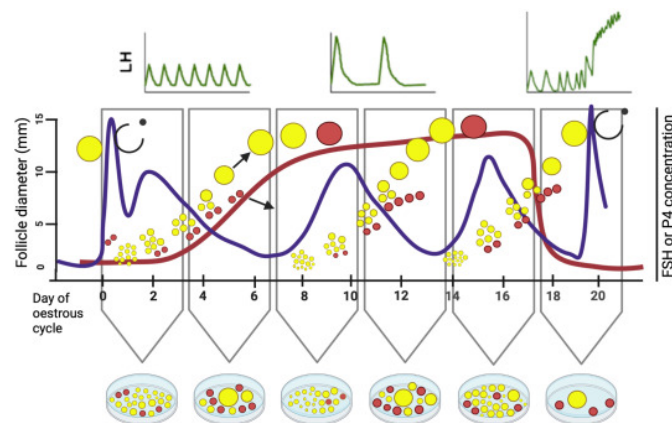 LH
Follicle diameter (mm)
15
10
5
0
FSH or P4 concentration
Day of
oestrous
cycle
0 2 4 6 8 10 12 14 16 18 20